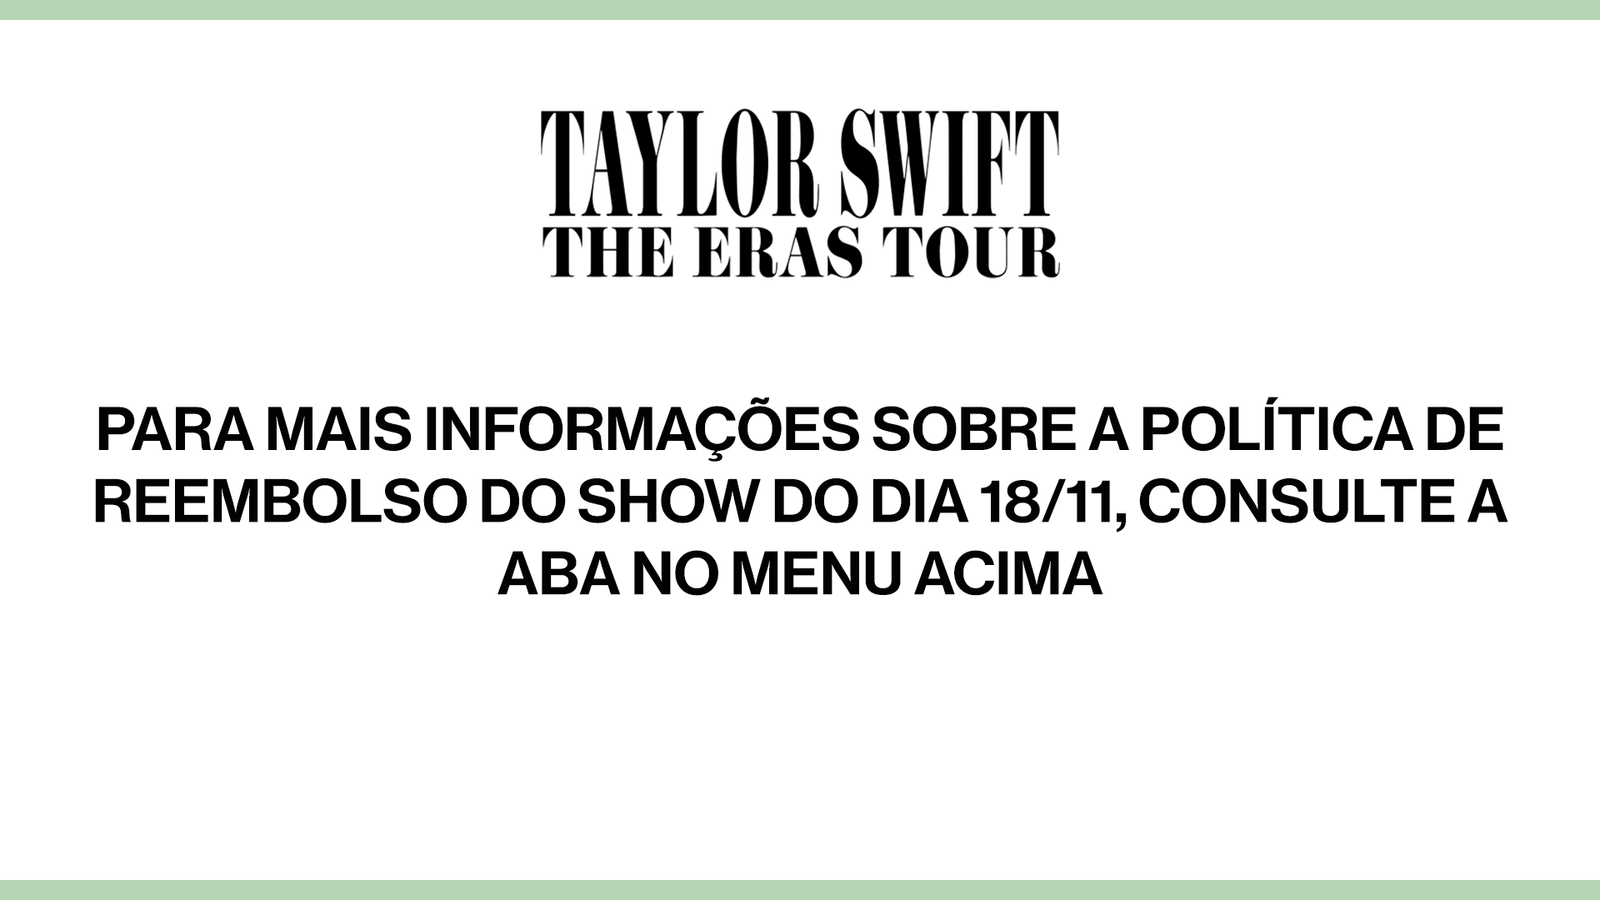 TAYLOR SWIFT
THE ERAS TOUR
PARA MAIS INFORMAÇÕES SOBRE A POLÍTICA DE
REEMBOLSO DO SHOW DO DIA 18/11, CONSULTE A
ABA NO MENU ACIMA